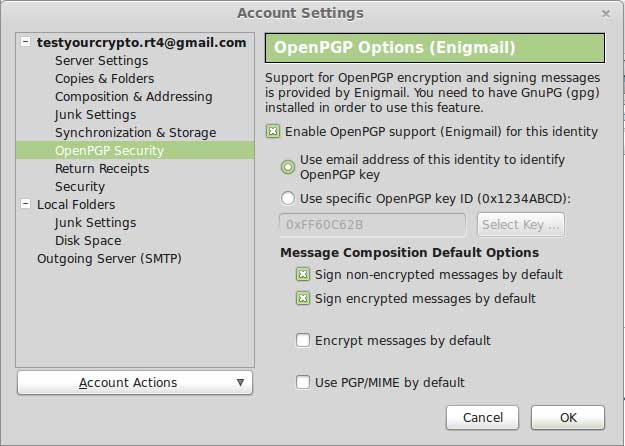 Account Settings
testyourcrypto.rt4@gmail.com
Server Settings
Copies & Folders
Composition & Addressing
Junk Settings
Synchronization & Storage
OpenPGP Security
Return Receipts
Security
Local Folders
Junk Settings
Disk Space
Outgoing Server (SMTP)
Account Actions
OpenPGP Options (Enigmail)
Support for OpenPGP encryption and signing messages
is provided by Enigmail. You need to have GnuPG (gpg)
installed in order to use this feature.
Enable OpenPGP support (Enigmail) for this identity
Use email address of this identity to identify
OpenPGP key
Use specific OpenPGP key ID (0x1234ABCD):
0xFF60C62B
Select Key ...
Message Composition Default Options
Sign non-encrypted messages by default
Sign encrypted messages by default
Encrypt messages by default
Use PGP/MIME by default
Cancel
OK